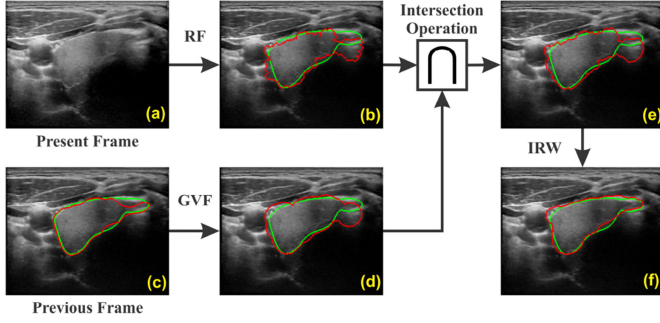 Intersection
Operation
RF
∩
(a)
(b)
(e)
Present Frame
IRW
GVF
(c)
(d)
(f)
Previous Frame